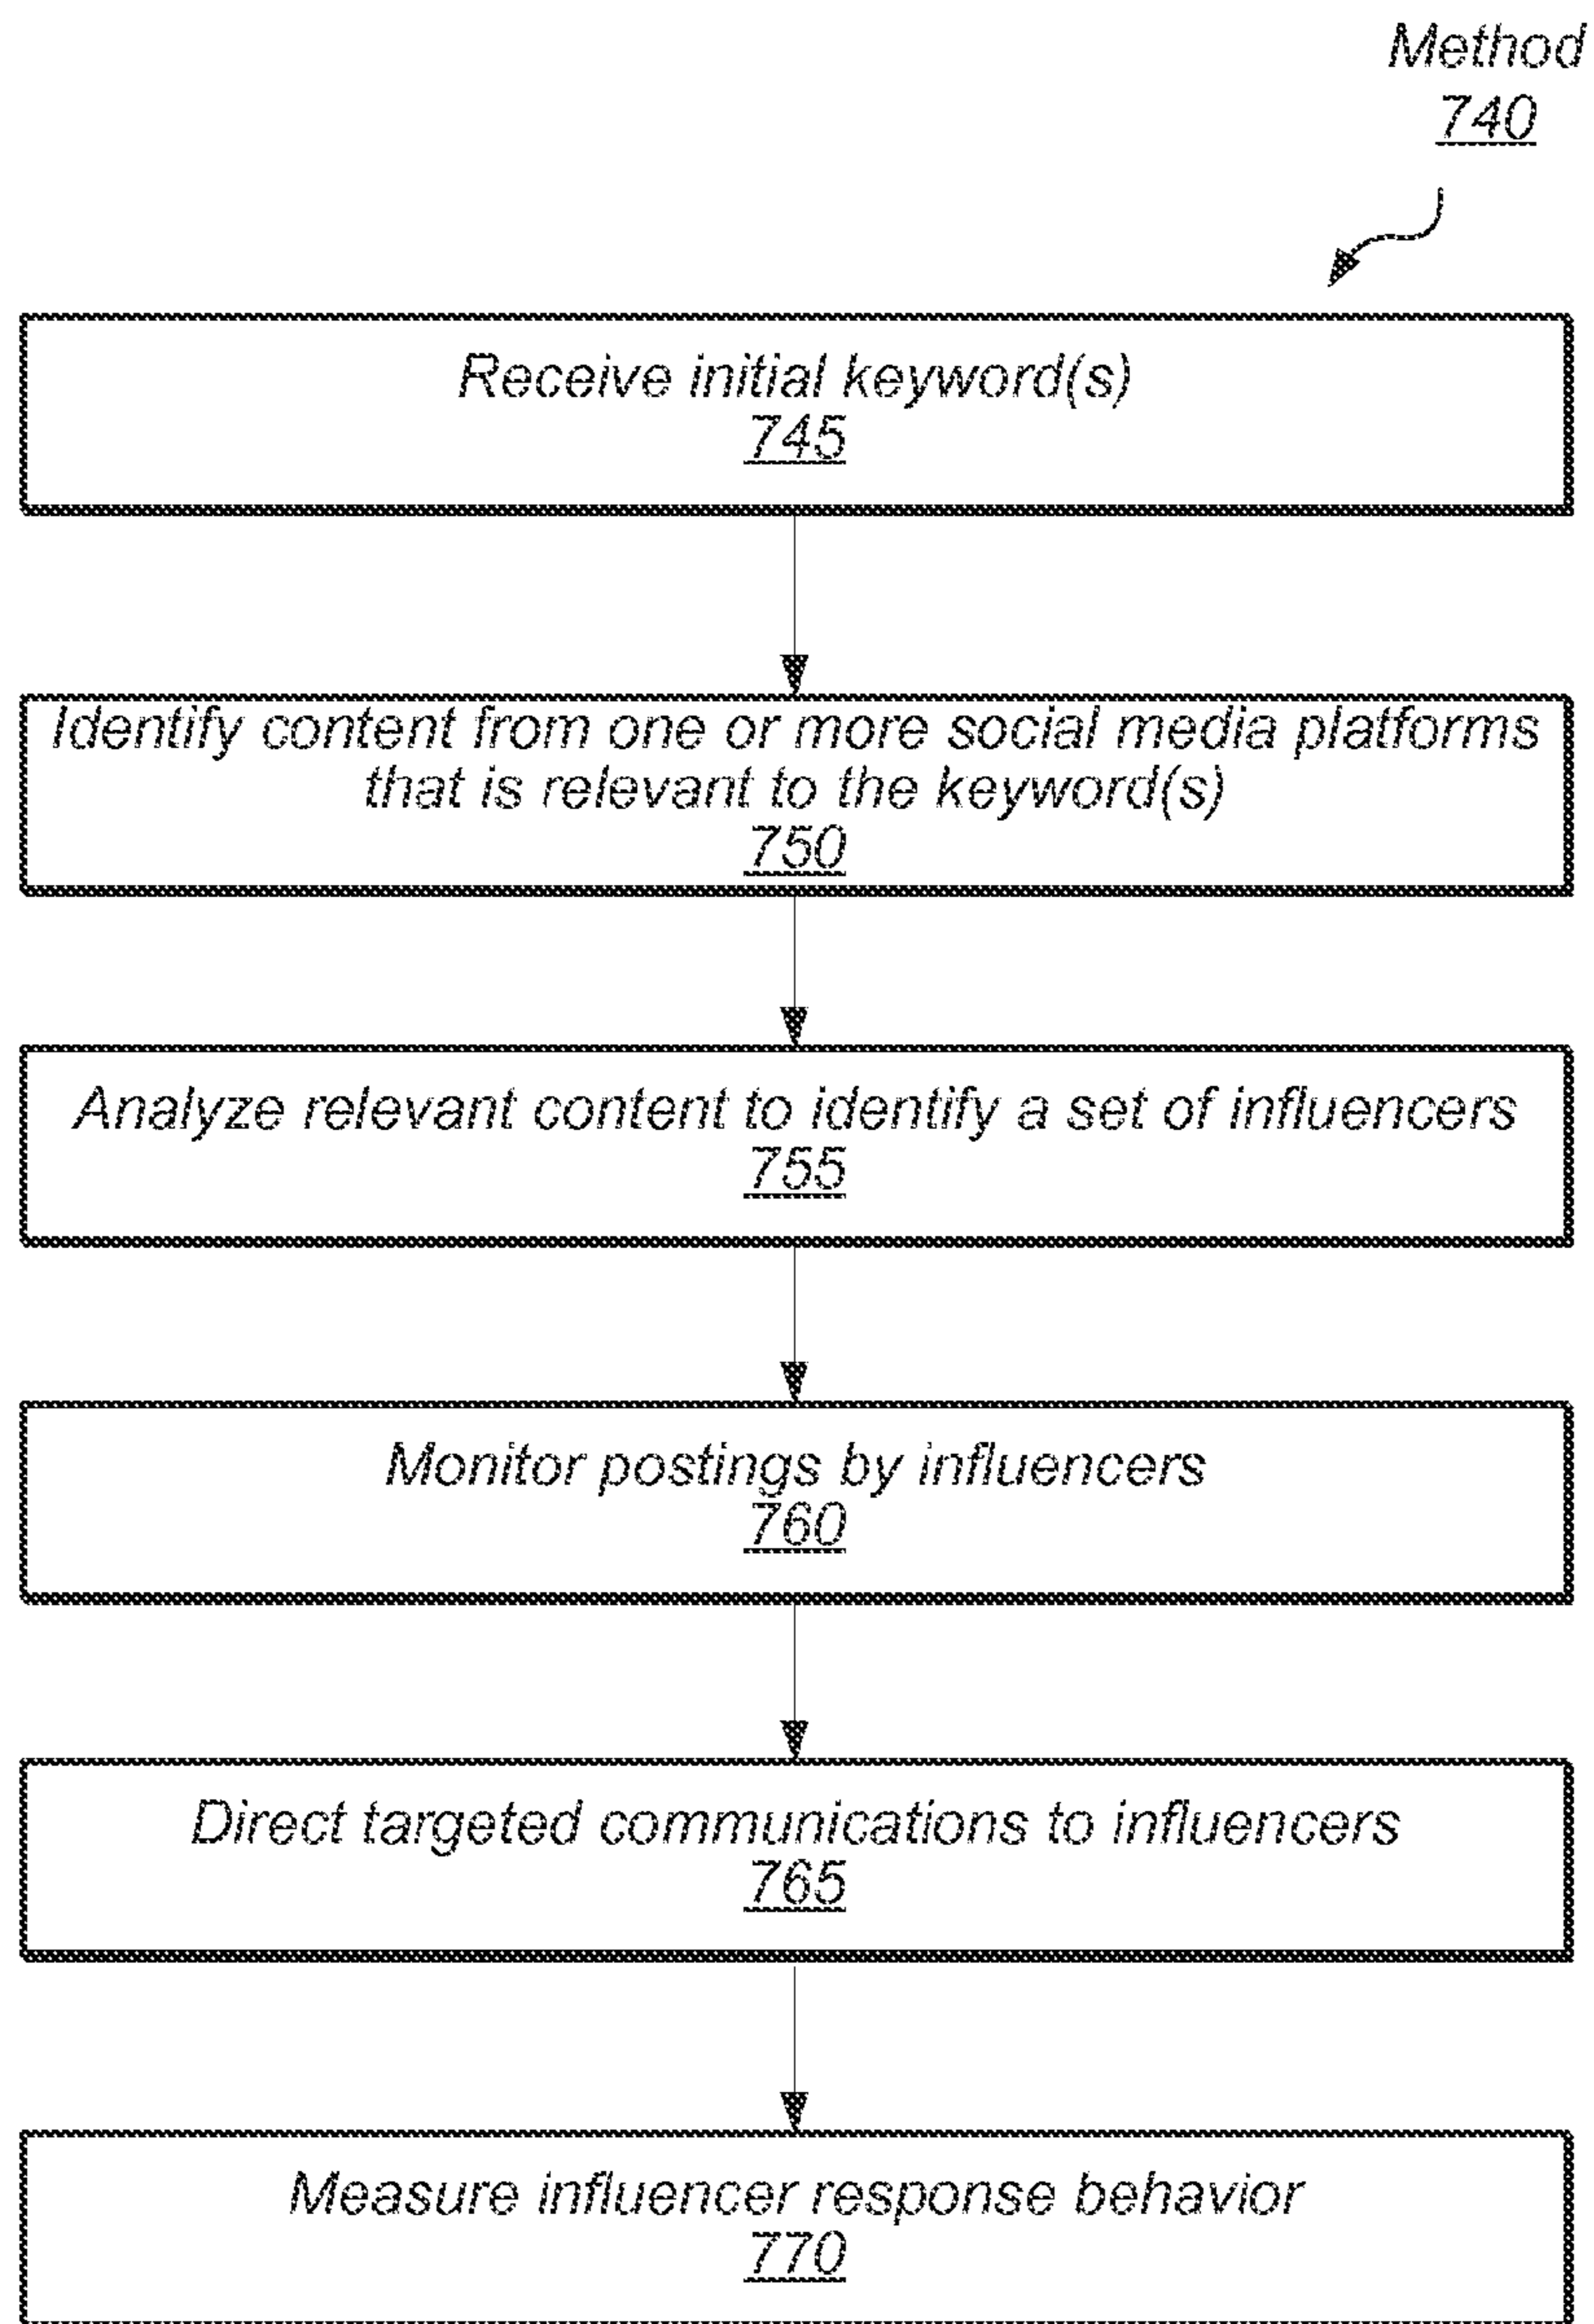 Method
740
Receive initial keyword(s)
745
Identify content from one or more social media platforms
that is relevant to the keyword(s)
750
Analyze relevant content to identify a set of influencers
755
Monitor postings by influencers
760
Direct targeted communications to influencers
765
Measure influencer response behavior
770